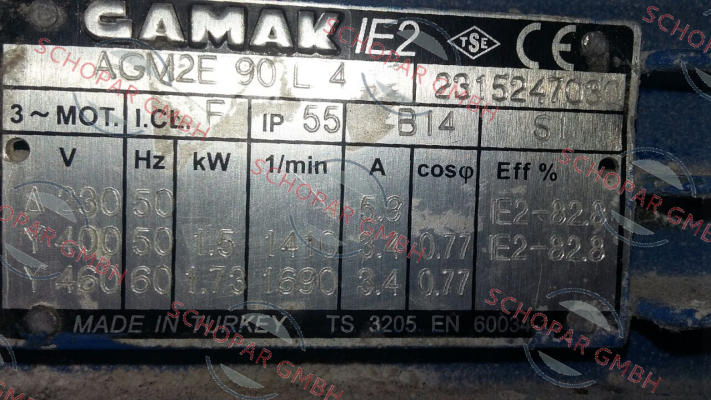 GAMAK IE2 TSE CE
AGM2E 90 L 4 2315247080
3~MOT. I.CL. F IP 55 B14 S1
V Hz kW 1/min A cosφ Eff %
Δ 230 50 5.9 IE2-82.8
Y 400 50 1.5 1410 3.4 0.77 IE2-82.8
Y 460 60 1.73 1690 3.4 0.77
MADE IN TURKEY TS 3205 EN 60034
SCHOPAR GMBH